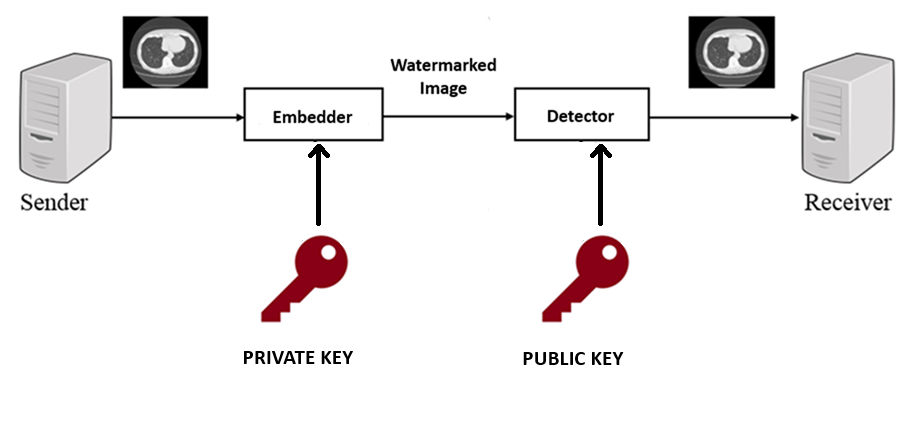 Watermarked
Image
Embedder
Detector
Sender
Receiver
PRIVATE KEY
PUBLIC KEY